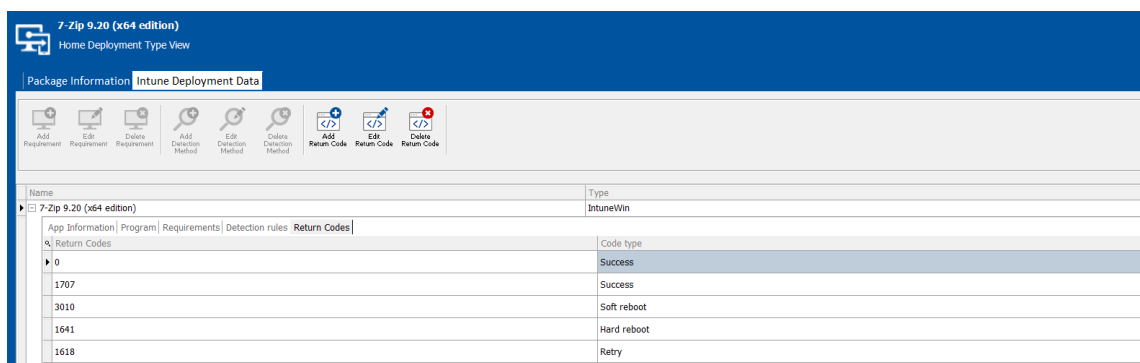 7-Zip 9.20 (x64 edition)
Home Deployment Type View
Package Information Intune Deployment Data
Add Requirement Edit Requirement Delete Requirement Add Detection Method Edit Detection Method Delete Detection Method Add Return Code Edit Return Code Delete Return Code
Name Type
7-Zip 9.20 (x64 edition) IntuneWin
App Information Program Requirements Detection rules Return Codes
Return Codes Code type
0 Success
1707 Success
3010 Soft reboot
1641 Hard reboot
1618 Retry